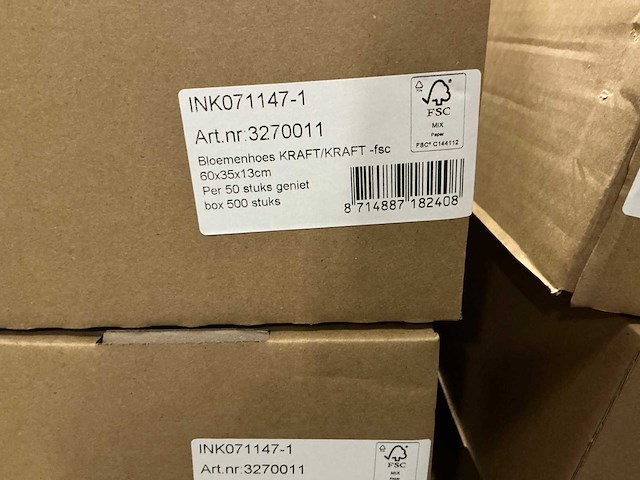 INK071147-1
Art.nr:3270011
Bloemenhoes KRAFT/KRAFT -fsc
60x35x13cm
Per 50 stuks geniet
box 500 stuks
FSC
MIX
Paper
FSC® C144112
8 714887 182408
INK071147-1
Art.nr:3270011
FSC
MIX